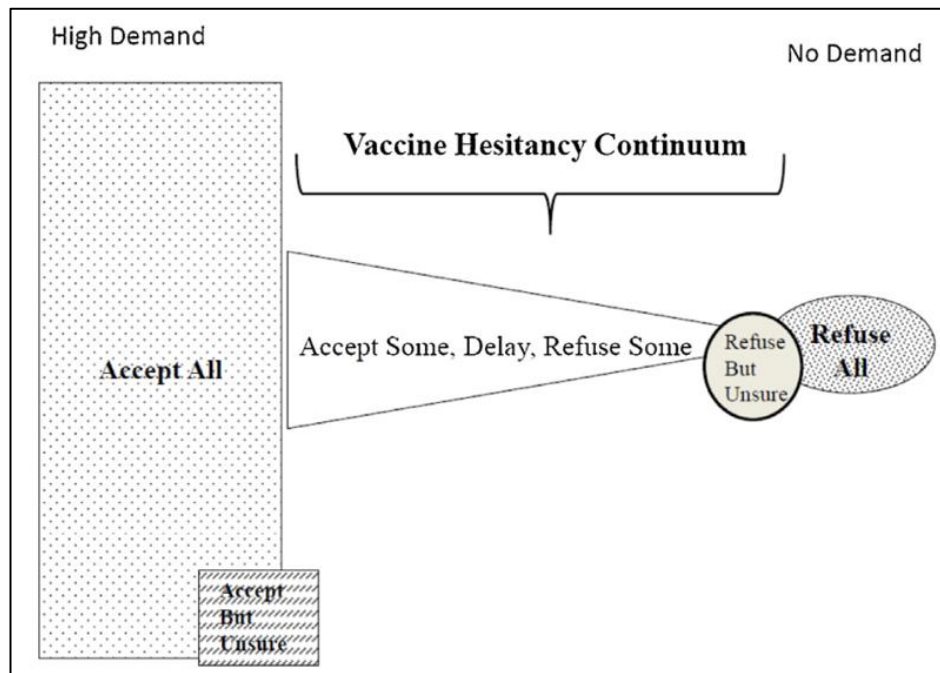 High Demand
No Demand
Vaccine Hesitancy Continuum
Accept All
Accept Some, Delay, Refuse Some
Refuse
But
Unsure
Refuse
All
Accept
But
Unsure